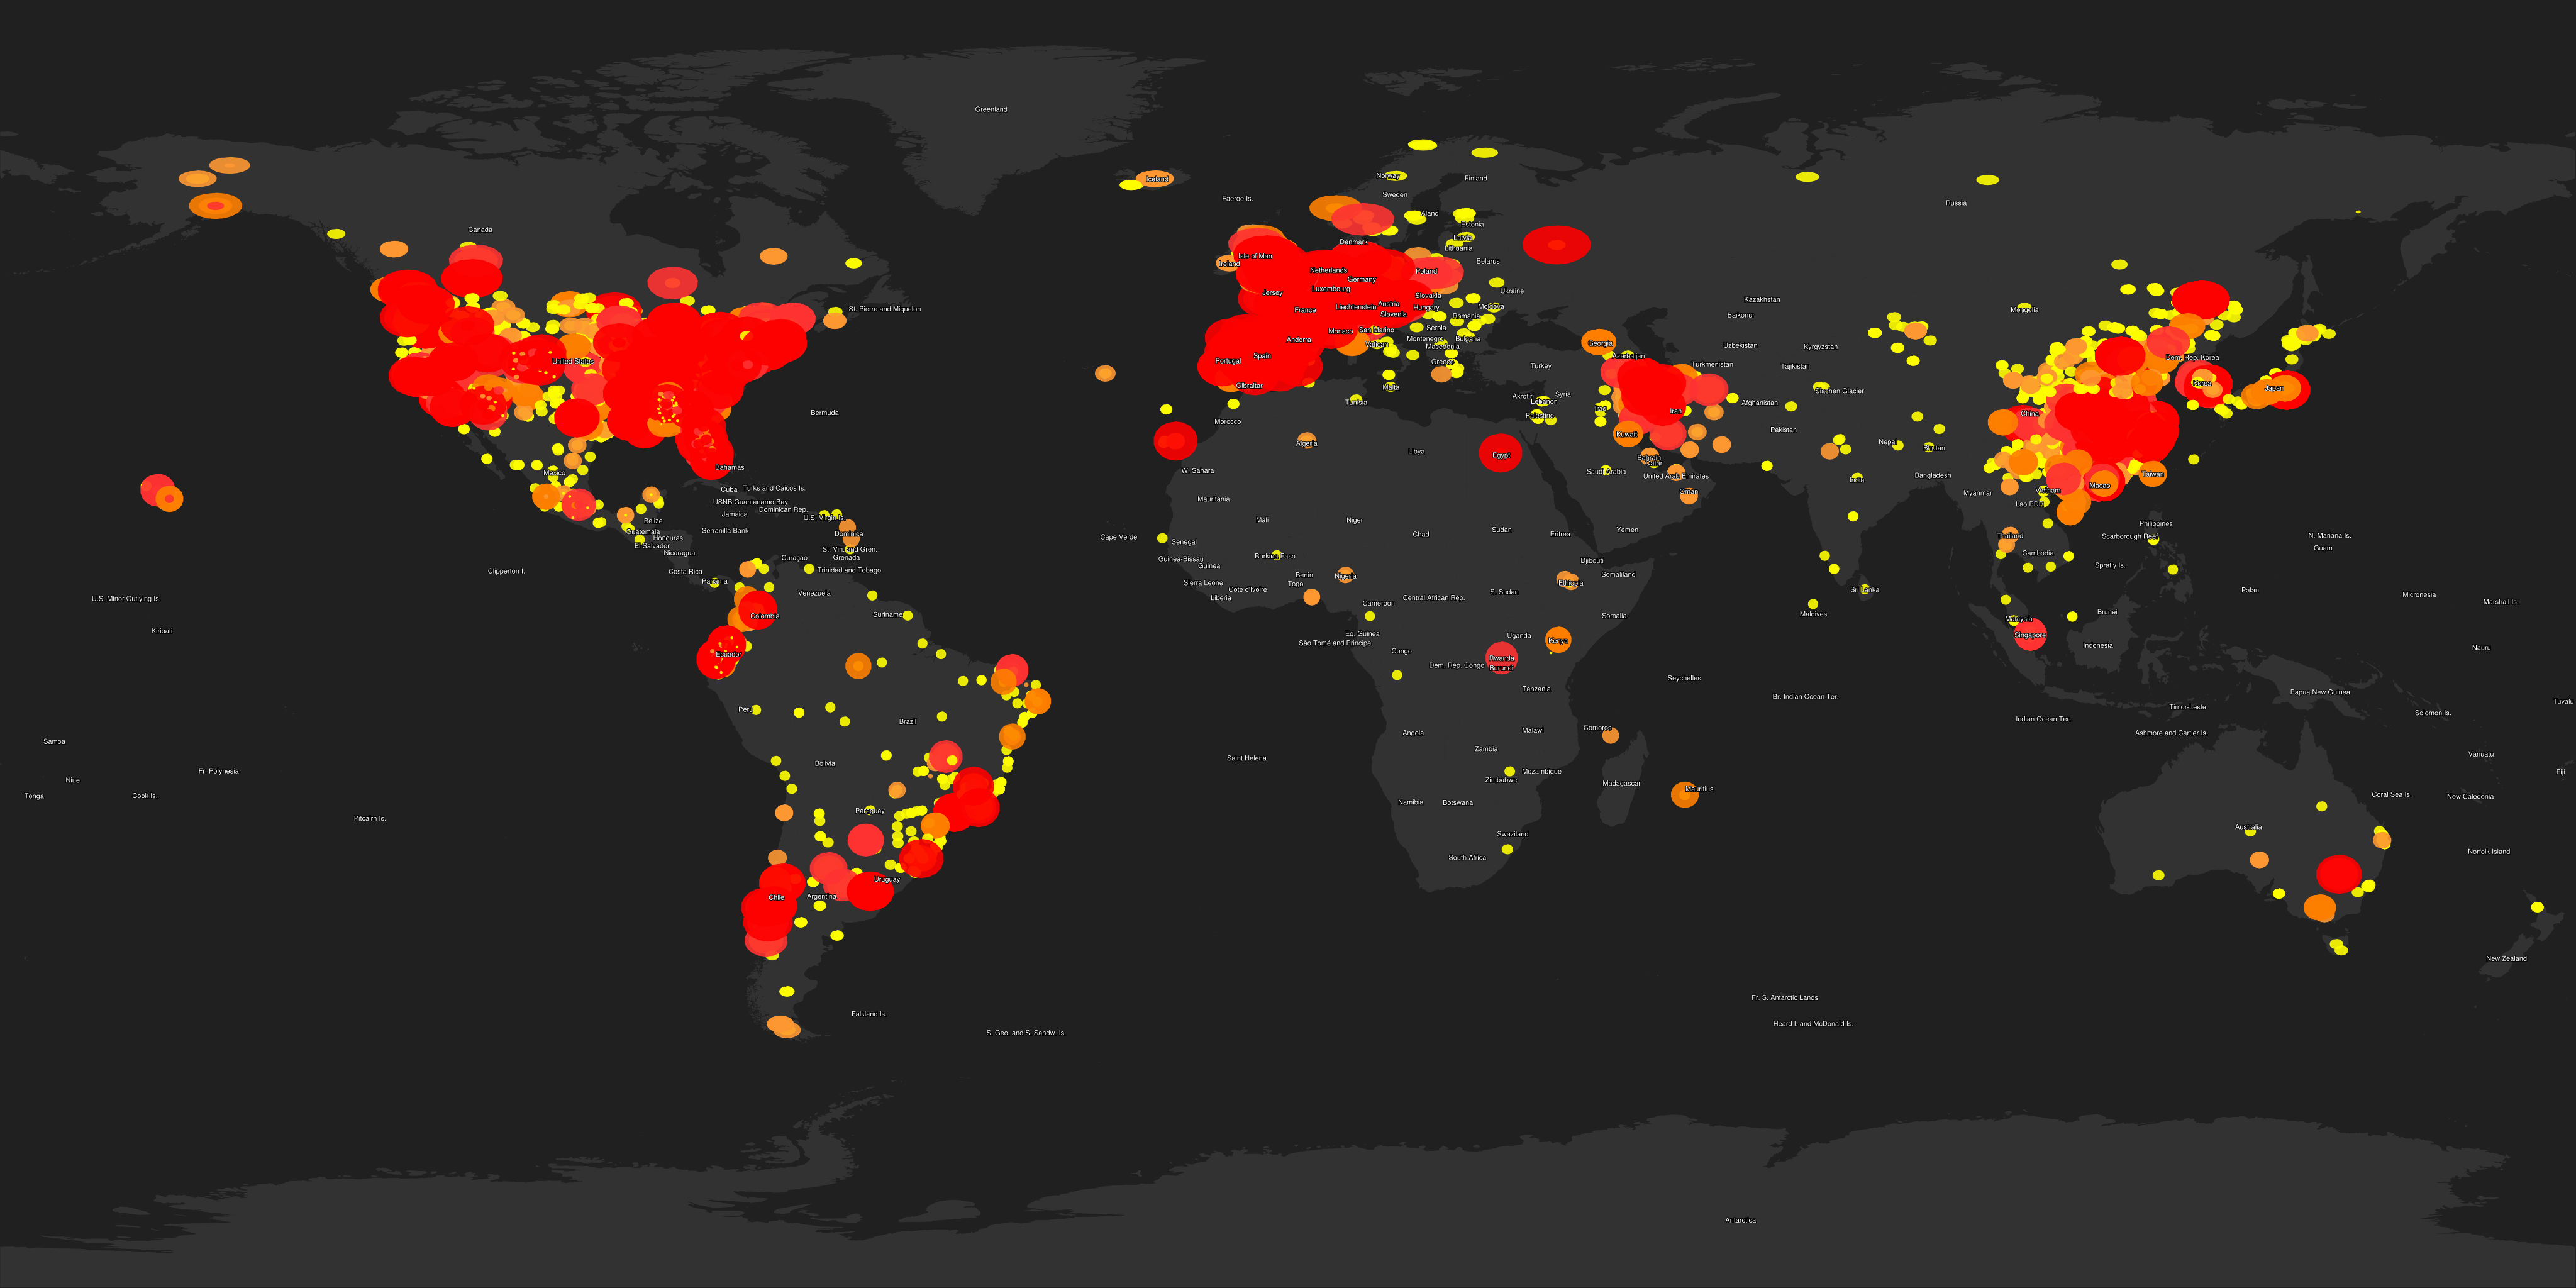 Greenland
Iceland
Norway
Finland
Sweden
Faeroe Is.
Russia
Aland
Estonia
Canada
Latvia
Denmark
Lithuania
Isle of Man
Ireland
Belarus
Netherlands
Poland
Germany
Luxembourg
Jersey
Ukraine
Slovakia
Kazakhstan
Liechtenstein
Austria
Hungary
Moldova
St. Pierre and Miquelon
France
Mongolia
Slovenia
Romania
Baikonur
Monaco
San Marino
Serbia
Andorra
Montenegro
Bulgaria
Vatican
Georgia
Uzbekistan
Kyrgyzstan
Macedonia
Spain
Azerbaijan
Dem. Rep. Korea
United States
Portugal
Greece
Turkey
Turkmenistan
Tajikistan
Korea
Gibraltar
Malta
Japan
Siachen Glacier
Akrotiri
Syria
Lebanon
Tunisia
Afghanistan
Iraq
Iran
Bermuda
Palestine
China
Morocco
Pakistan
Kuwait
Algeria
Nepal
Bhutan
Libya
Egypt
Bahrain
Qatar
Bahamas
W. Sahara
Saudi Arabia
Mexico
United Arab Emirates
Bangladesh
Taiwan
India
Macao
Cuba
Turks and Caicos Is.
Oman
Myanmar
Vietnam
Mauritania
USNB Guantanamo Bay
Lao PDR
Dominican Rep.
Jamaica
U.S. Virgin Is.
Belize
Mali
Niger
Philippines
Serranilla Bank
Sudan
Yemen
Guatemala
Dominica
Chad
Eritrea
Cape Verde
Thailand
Scarborough Reef
N. Mariana Is.
Honduras
Senegal
El Salvador
Guam
St. Vin. and Gren.
Nicaragua
Cambodia
Burkina Faso
Curaçao
Grenada
Guinea-Bissau
Djibouti
Guinea
Spratly Is.
Clipperton I.
Costa Rica
Trinidad and Tobago
Benin
Nigeria
Somaliland
Panama
Sierra Leone
Togo
Ethiopia
Côte d'Ivoire
Sri Lanka
Palau
Venezuela
S. Sudan
Micronesia
U.S. Minor Outlying Is.
Liberia
Central African Rep.
Marshall Is.
Cameroon
Maldives
Suriname
Colombia
Somalia
Brunei
Malaysia
Kiribati
Eq. Guinea
Uganda
Singapore
São Tomé and Principe
Kenya
Indonesia
Nauru
Congo
Ecuador
Rwanda
Dem. Rep. Congo
Burundi
Seychelles
Tanzania
Papua New Guinea
Br. Indian Ocean Ter.
Tuvalu
Peru
Timor-Leste
Solomon Is.
Indian Ocean Ter.
Brazil
Comoros
Malawi
Angola
Ashmore and Cartier Is.
Samoa
Zambia
Vanuatu
Saint Helena
Bolivia
Fr. Polynesia
Mozambique
Fiji
Niue
Zimbabwe
Madagascar
Mauritius
Coral Sea Is.
Tonga
Cook Is.
New Caledonia
Namibia
Botswana
Paraguay
Pitcairn Is.
Australia
Swaziland
Norfolk Island
South Africa
Uruguay
Chile
Argentina
New Zealand
Fr. S. Antarctic Lands
Falkland Is.
Heard I. and McDonald Is.
S. Geo. and S. Sandw. Is.
Antarctica